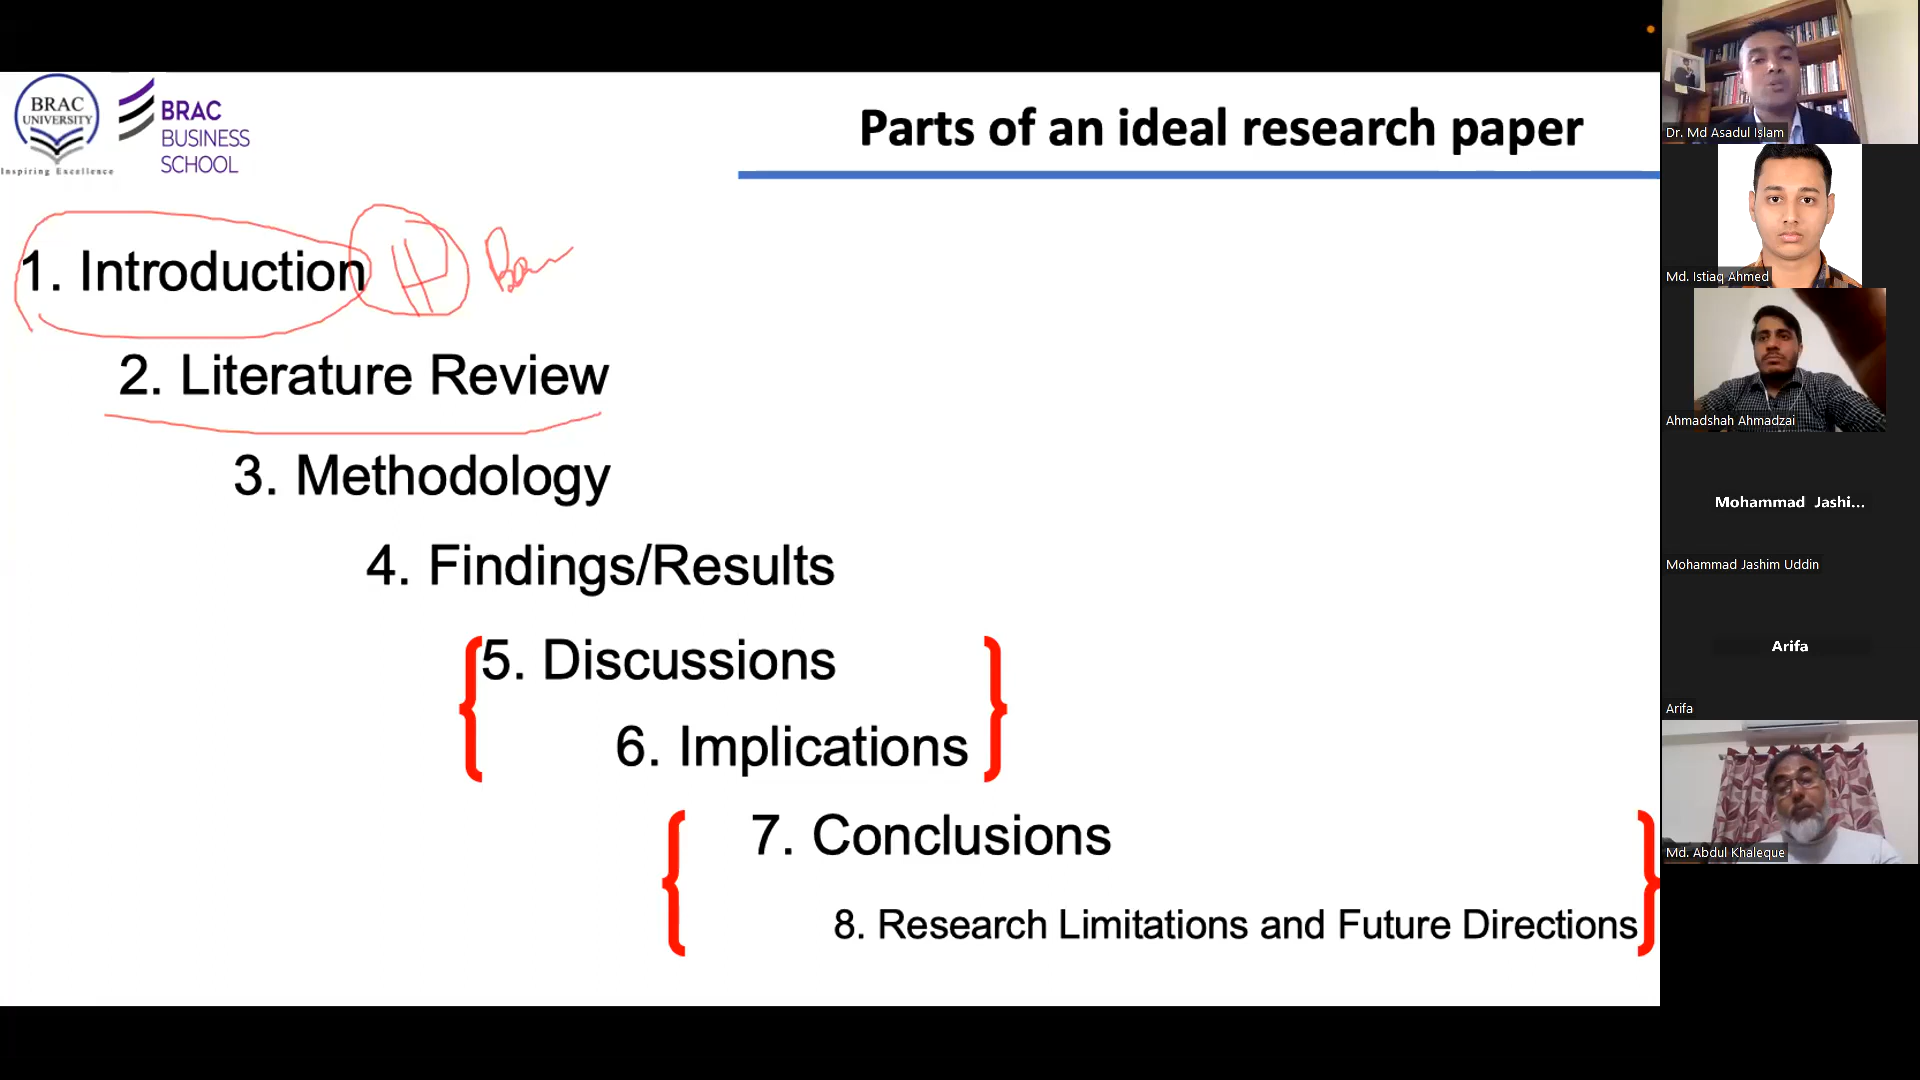 BRAC
UNIVERSITY
Inspiring Excellence
BRAC
BUSINESS
SCHOOL
Parts of an ideal research paper
1. Introduction
2. Literature Review
3. Methodology
4. Findings/Results
5. Discussions
6. Implications
7. Conclusions
8. Research Limitations and Future Directions
Dr. Md Asadul Islam
Md. Istiaq Ahmed
Ahmadshah Ahmadzai
Mohammad Jashi...
Mohammad Jashim Uddin
Arifa
Arifa
Md. Abdul Khaleque